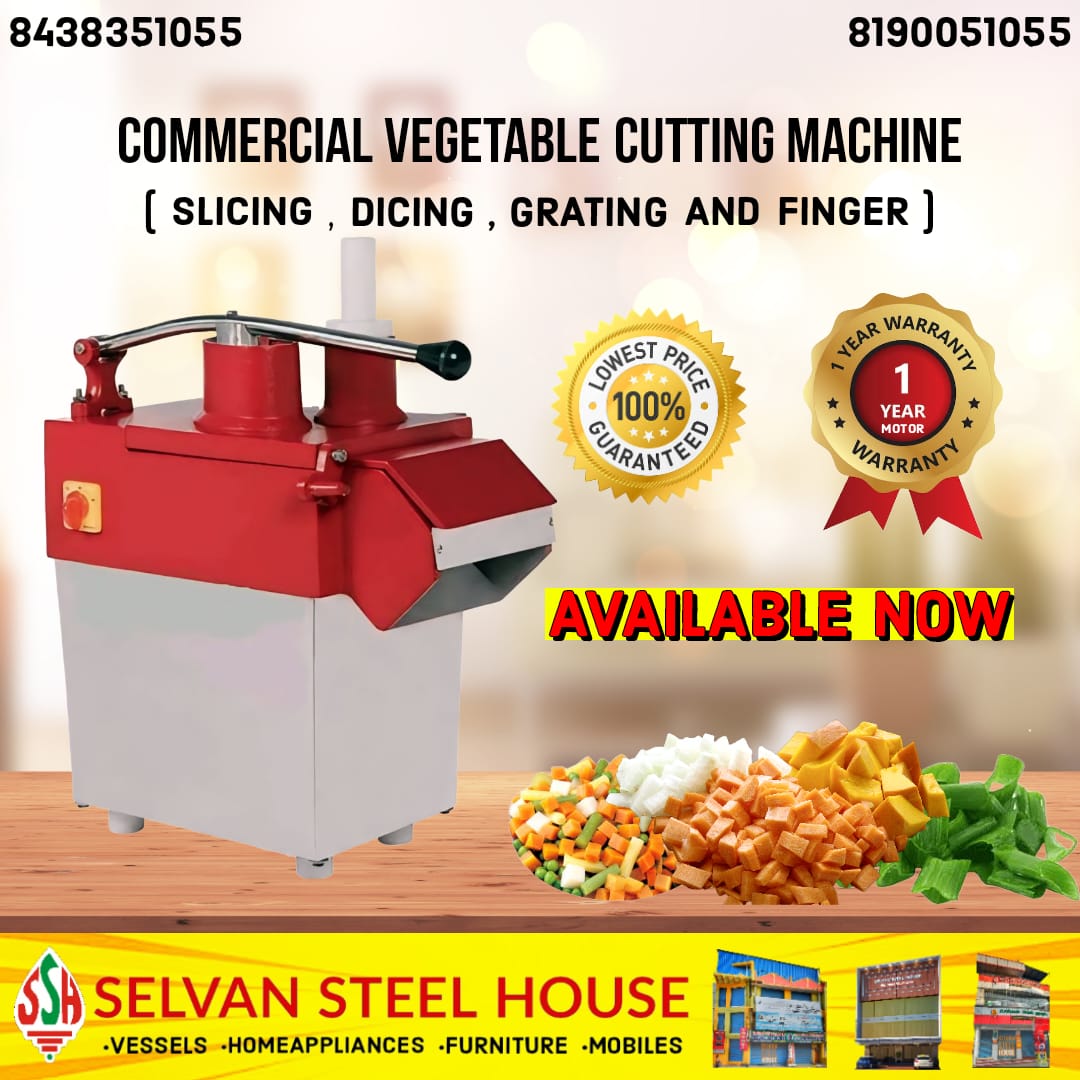 8438351055
8190051055
COMMERCIAL VEGETABLE CUTTING MACHINE
( SLICING , DICING , GRATING AND FINGER )
LOWEST PRICE
100%
GUARANTEED
1 YEAR WARRANTY
1
YEAR
MOTOR
WARRANTY
AVAILABLE NOW
SSH
SELVAN STEEL HOUSE
·VESSELS ·HOMEAPPLIANCES ·FURNITURE ·MOBILES